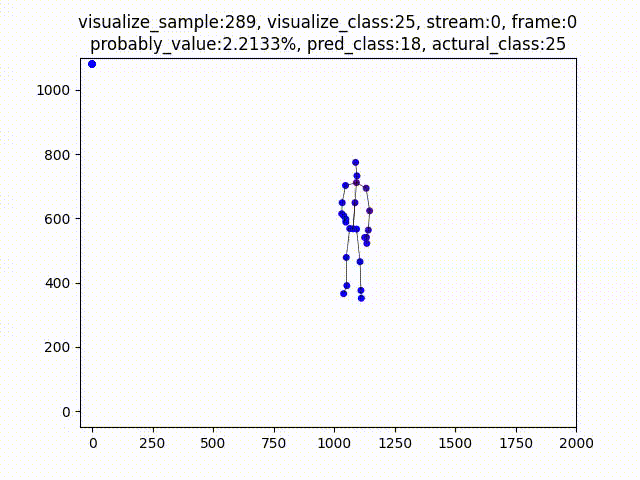 visualize_sample:289, visualize_class:25, stream:0, frame:0
probably_value:2.2133%, pred_class:18, actural_class:25
1000
800
600
400
200
0
0 250 500 750 1000 1250 1500 1750 2000